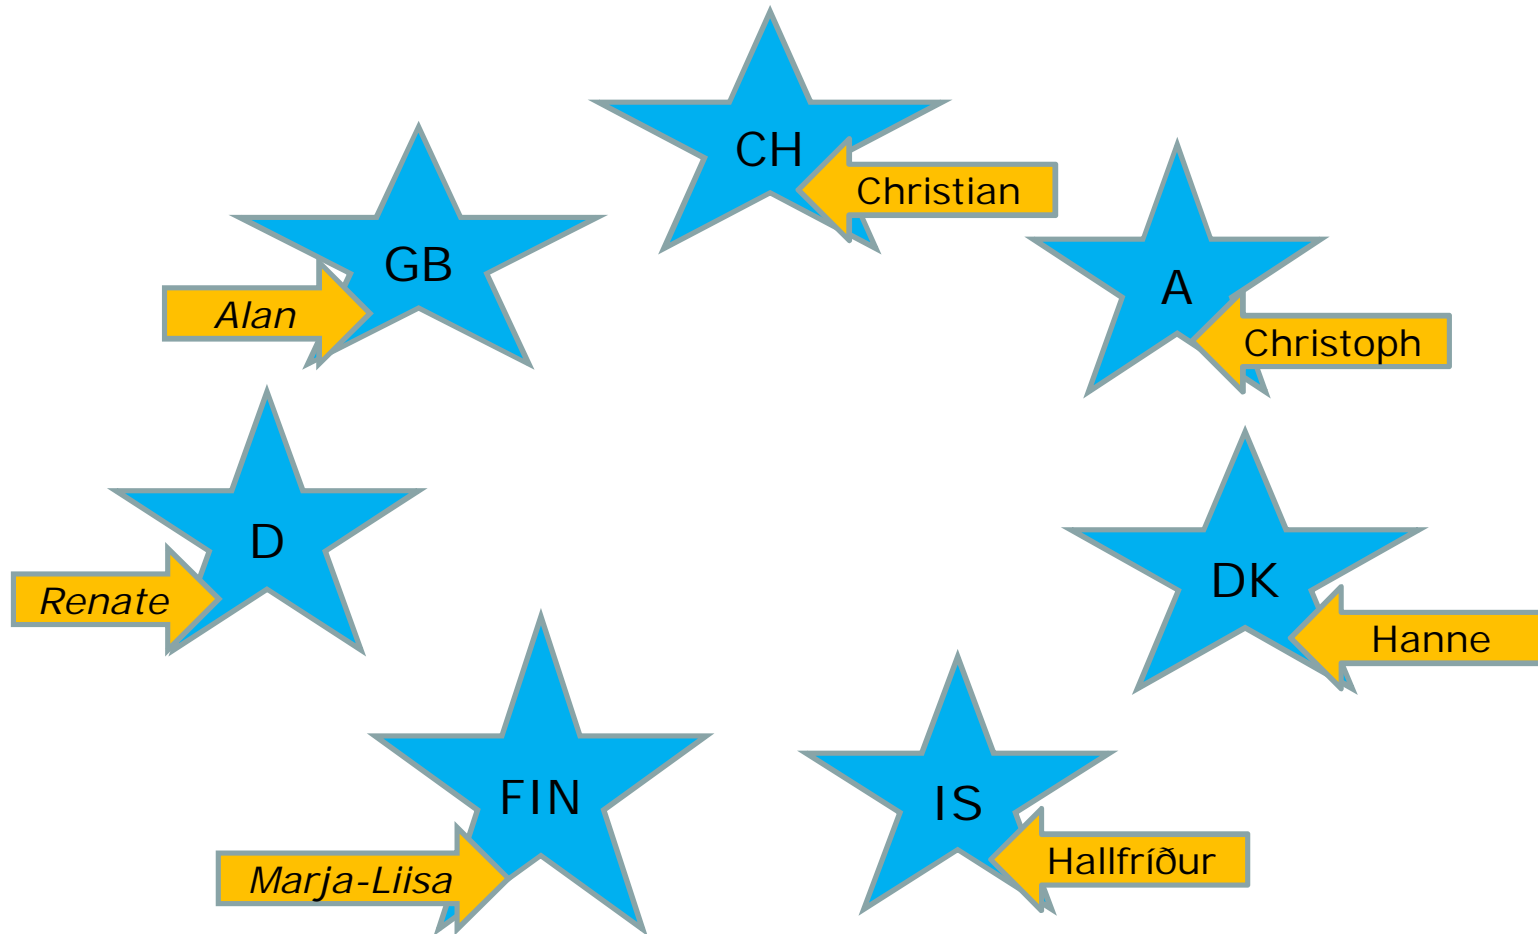 CH
Christian
GB
Alan
A
Christoph
D
Renate
DK
Hanne
FIN
Marja-Liisa
IS
Hallfríður